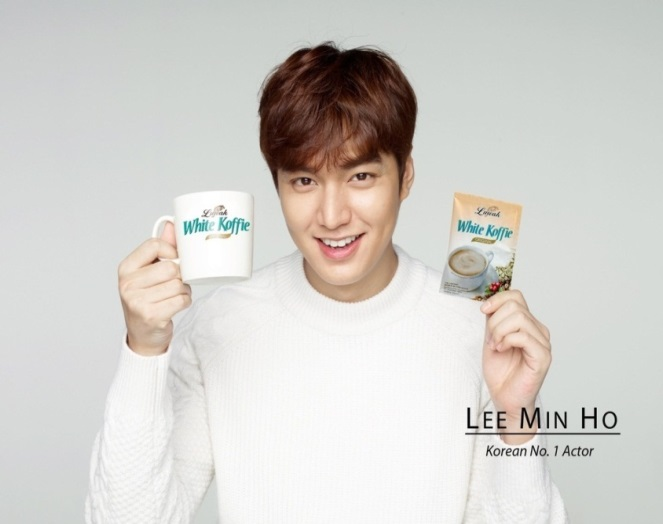 Luwak
White Koffie
Luwak
White Koffie
LEE MIN HO
Korean No. 1 Actor